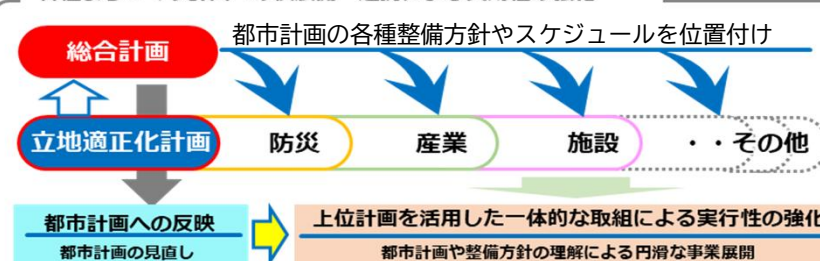 都市計画の各種整備方針やスケジュールを位置付け
総合計画
立地適正化計画
防災
産業
施設
・・その他
都市計画への反映
都市計画の見直し
上位計画を活用した一体的な取組による実行性の強化
都市計画や整備方針の理解による円滑な事業展開